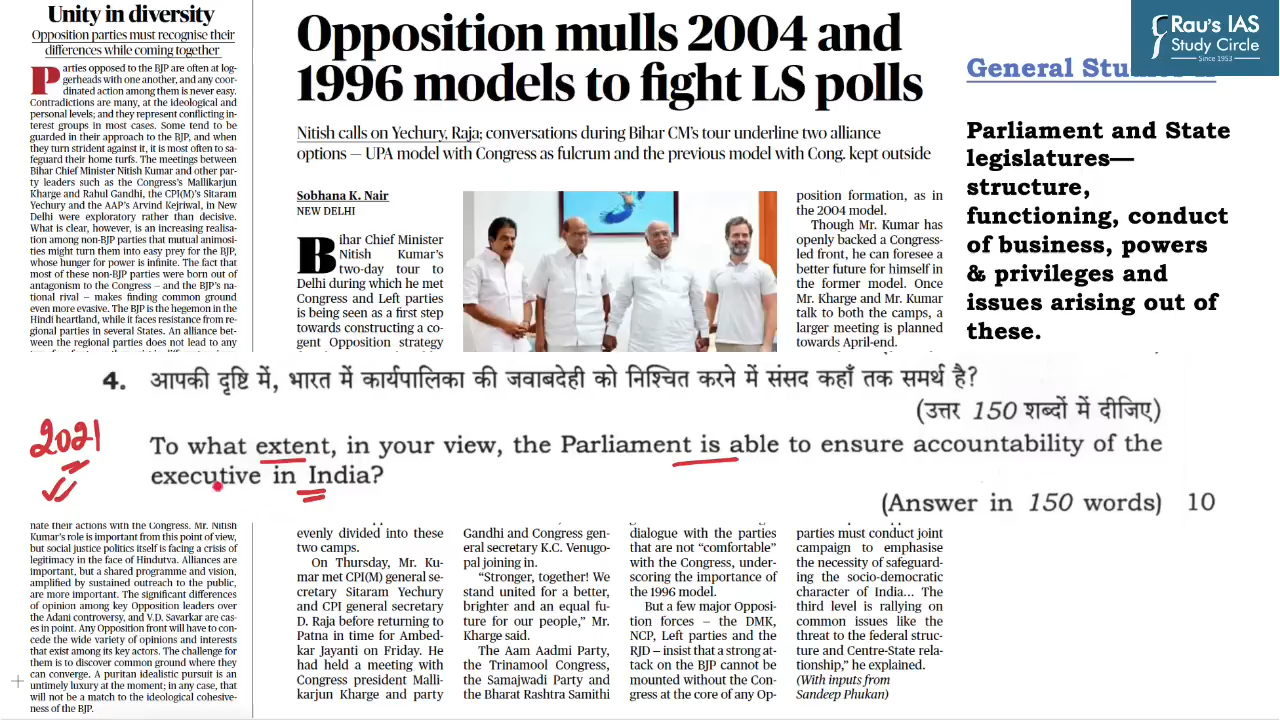 Unity in diversity
Opposition parties must recognise their
differences while coming together
Parties opposed to the BJP are often at log-
gerheads with one another, and any coor-
dinated action among them is never easy.
Contradictions are many, at the ideological and
personal levels; and they represent conflicting in-
terest groups in most cases. Some tend to be
guarded in their approach to the BJP, and when
they turn strident against it, it is most often to sa-
feguard their home turfs. The meetings between
Bihar Chief Minister Nitish Kumar and other par-
ty leaders such as the Congress's Mallikarjun
Kharge and Rahul Gandhi, the CPI(M)'s Sitaram
Yechury and the AAP's Arvind Kejriwal, in New
Delhi were exploratory rather than decisive.
What is clear, however, is an increasing realisa-
tion among non-BJP parties that mutual animosi-
ties might turn them into easy prey for the BJP,
whose hunger for power is infinite. The fact that
most of these non-BJP parties were born out of
antagonism to the Congress – and the BJP's na-
tional rival – makes finding common ground
even more evasive. The BJP is the hegemon in the
Hindi heartland, while it faces resistance from re-
gional parties in several States. An alliance bet-
ween the regional parties does not lead to any
Opposition mulls 2004 and
1996 models to fight LS polls
Nitish calls on Yechury, Raja; conversations during Bihar CM's tour underline two alliance
options — UPA model with Congress as fulcrum and the previous model with Cong. kept outside
Sobhana K. Nair
NEW DELHI
Bihar Chief Minister
Nitish Kumar's
two-day tour to
Delhi during which he met
Congress and Left parties
is being seen as a first step
towards constructing a co-
gent Opposition strategy
position formation, as in
the 2004 model.
Though Mr. Kumar has
openly backed a Congress-
led front, he can foresee a
better future for himself in
the former model. Once
Mr. Kharge and Mr. Kumar
talk to both the camps, a
larger meeting is planned
towards April-end.
Rau's IAS
Study Circle
Since 1953
General Stu
Parliament and State
legislatures—
structure,
functioning, conduct
of business, powers
& privileges and
issues arising out of
these.
4. आपकी दृष्टि में, भारत में कार्यपालिका की जवाबदेही को निश्चित करने में संसद कहाँ तक समर्थ है?
(उत्तर 150 शब्दों में दीजिए)
2021
To what extent, in your view, the Parliament is able to ensure accountability of the
executive in India?
(Answer in 150 words) 10
nate their actions with the Congress. Mr. Nitish
Kumar's role is important from this point of view,
but social justice politics itself is facing a crisis of
legitimacy in the face of Hindutva. Alliances are
important, but a shared programme and vision,
amplified by sustained outreach to the public,
are more important. The significant differences
of opinion among key Opposition leaders over
the Adani controversy, and V.D. Savarkar are cas-
es in point. Any Opposition front will have to con-
cede the wide variety of opinions and interests
that exist among its key actors. The challenge for
them is to discover common ground where they
can converge. A puritan idealistic pursuit is an
untimely luxury at the moment; in any case, that
will not be a match to the ideological cohesive-
ness of the BJP.
evenly divided into these
two camps.
On Thursday, Mr. Ku-
mar met CPI(M) general se-
cretary Sitaram Yechury
and CPI general secretary
D. Raja before returning to
Patna in time for Ambed-
kar Jayanti on Friday. He
had held a meeting with
Congress president Malli-
karjun Kharge and party
Gandhi and Congress gen-
eral secretary K.C. Venugo-
pal joining in.
"Stronger, together! We
stand united for a better,
brighter and an equal fu-
ture for our people," Mr.
Kharge said.
The Aam Aadmi Party,
the Trinamool Congress,
the Samajwadi Party and
the Bharat Rashtra Samithi
dialogue with the parties
that are not "comfortable"
with the Congress, under-
scoring the importance of
the 1996 model.
But a few major Opposi-
tion forces – the DMK,
NCP, Left parties and the
RJD – insist that a strong at-
tack on the BJP cannot be
mounted without the Con-
gress at the core of any Op-
parties must conduct joint
campaign to emphasise
the necessity of safeguard-
ing the socio-democratic
character of India... The
third level is rallying on
common issues like the
threat to the federal struc-
ture and Centre-State rela-
tionship," he explained.
(With inputs from
Sandeep Phukan)